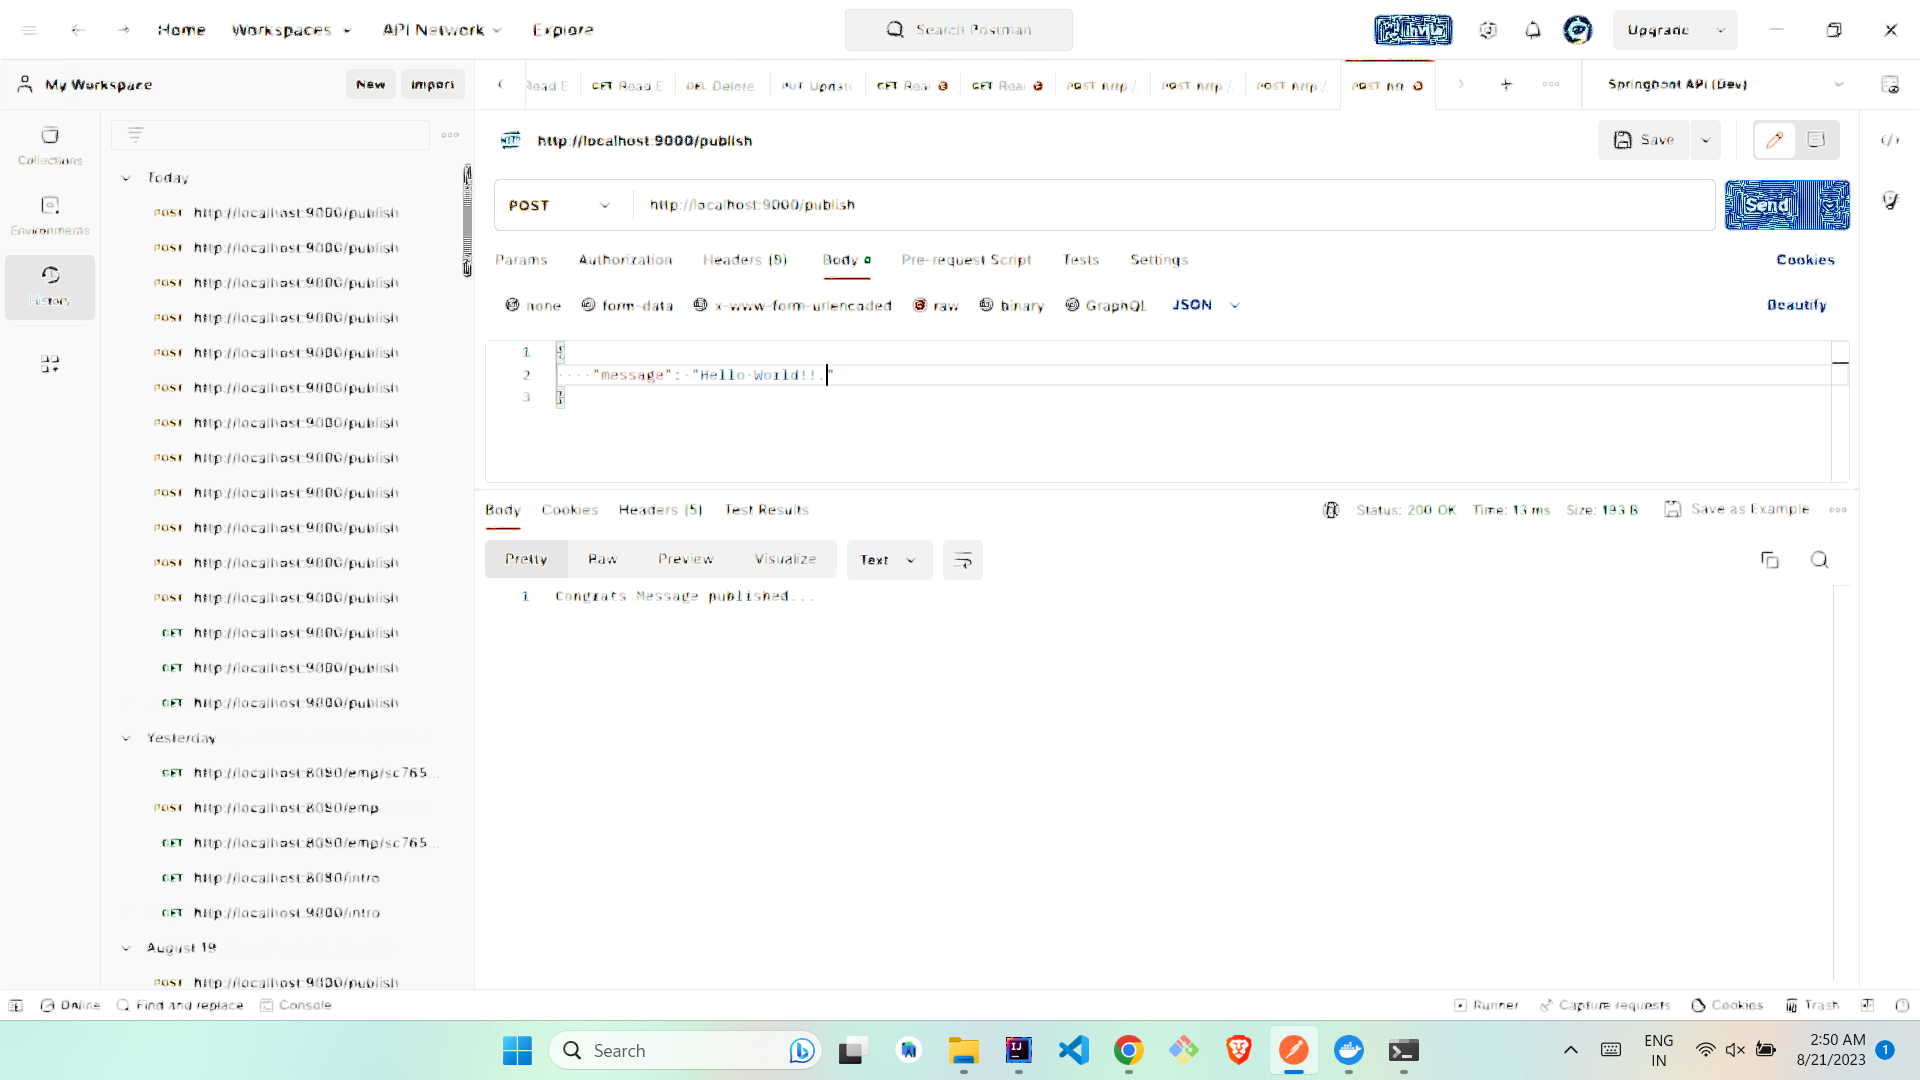 Home Workspaces API Network Explore Search Postman Invite Upgrade
My Workspace New Import
Read E GET Read E DEL Delete PUT Update GET Rea GET Rea POST http:/ POST http:/ POST http:/ POST htt Springboot API (Dev)
http://localhost:9000/publish Save
POST http://localhost:9000/publish Send
Params Authorization Headers (8) Body Pre-request Script Tests Settings Cookies
none form-data x-www-form-urlencoded raw binary GraphQL JSON Beautify
1 {
2 "message": "Hello World!!."
3 }
Body Cookies Headers (5) Test Results Status: 200 OK Time: 13 ms Size: 193 B Save as Example
Pretty Raw Preview Visualize Text
1 Congrats Message published...
Collections
Environments
History
Today
POST http://localhost:9000/publish
POST http://localhost:9000/publish
POST http://localhost:9000/publish
POST http://localhost:9000/publish
POST http://localhost:9000/publish
POST http://localhost:9000/publish
POST http://localhost:9000/publish
POST http://localhost:9000/publish
POST http://localhost:9000/publish
POST http://localhost:9000/publish
POST http://localhost:9000/publish
POST http://localhost:9000/publish
GET http://localhost:9000/publish
GET http://localhost:9000/publish
GET http://localhost:9000/publish
Yesterday
GET http://localhost:8080/emp/sc765...
POST http://localhost:8080/emp
GET http://localhost:8080/emp/sc765...
GET http://localhost:8080/intro
GET http://localhost:9000/intro
August 19
POST http://localhost:9000/publish
Online Find and replace Console Runner Capture requests Cookies Trash
Search ENG 2:50 AM
IN 8/21/2023 1